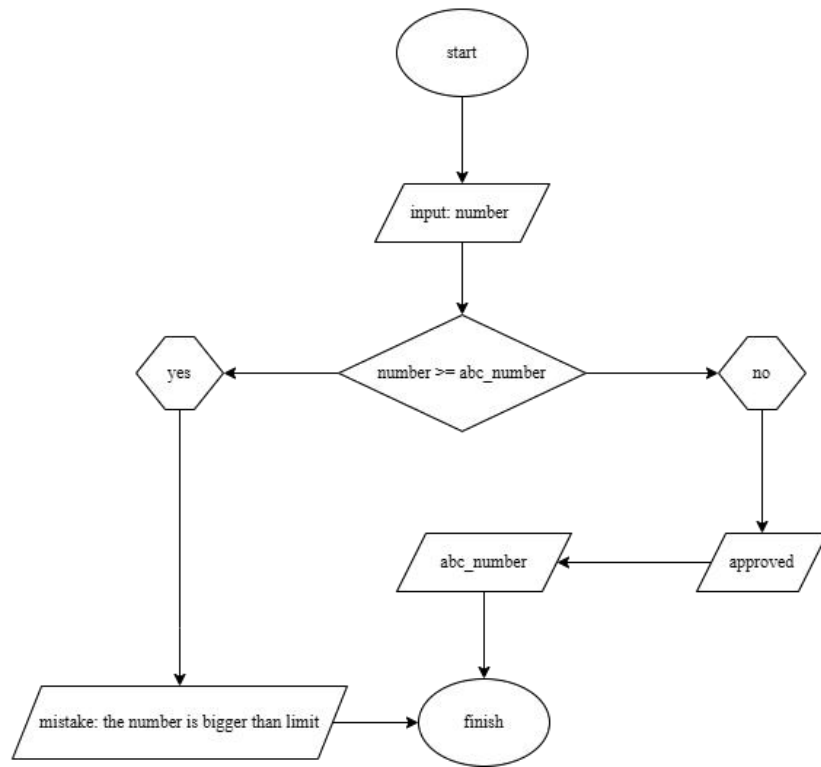 start
input: number
yes
number >= abc_number
no
abc_number
approved
mistake: the number is bigger than limit
finish